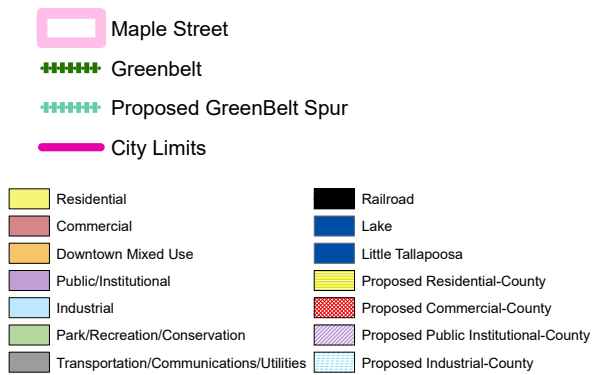 Maple Street
Greenbelt
Proposed GreenBelt Spur
City Limits
Residential
Commercial
Downtown Mixed Use
Public/Institutional
Industrial
Park/Recreation/Conservation
Transportation/Communications/Utilities
Railroad
Lake
Little Tallapoosa
Proposed Residential-County
Proposed Commercial-County
Proposed Public Institutional-County
Proposed Industrial-County